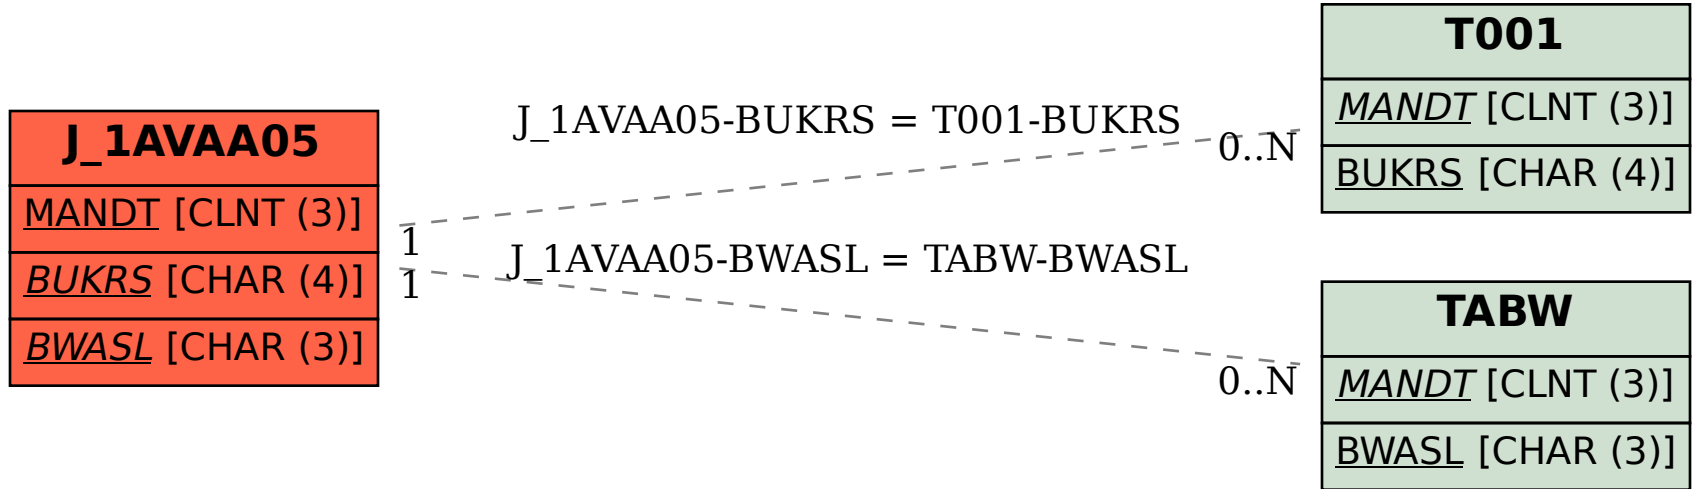 J_1AVAA05
MANDT [CLNT (3)]
BUKRS [CHAR (4)]
BWASL [CHAR (3)]
J_1AVAA05-BUKRS = T001-BUKRS
0..N
1
J_1AVAA05-BWASL = TABW-BWASL
1
0..N
T001
MANDT [CLNT (3)]
BUKRS [CHAR (4)]
TABW
MANDT [CLNT (3)]
BWASL [CHAR (3)]